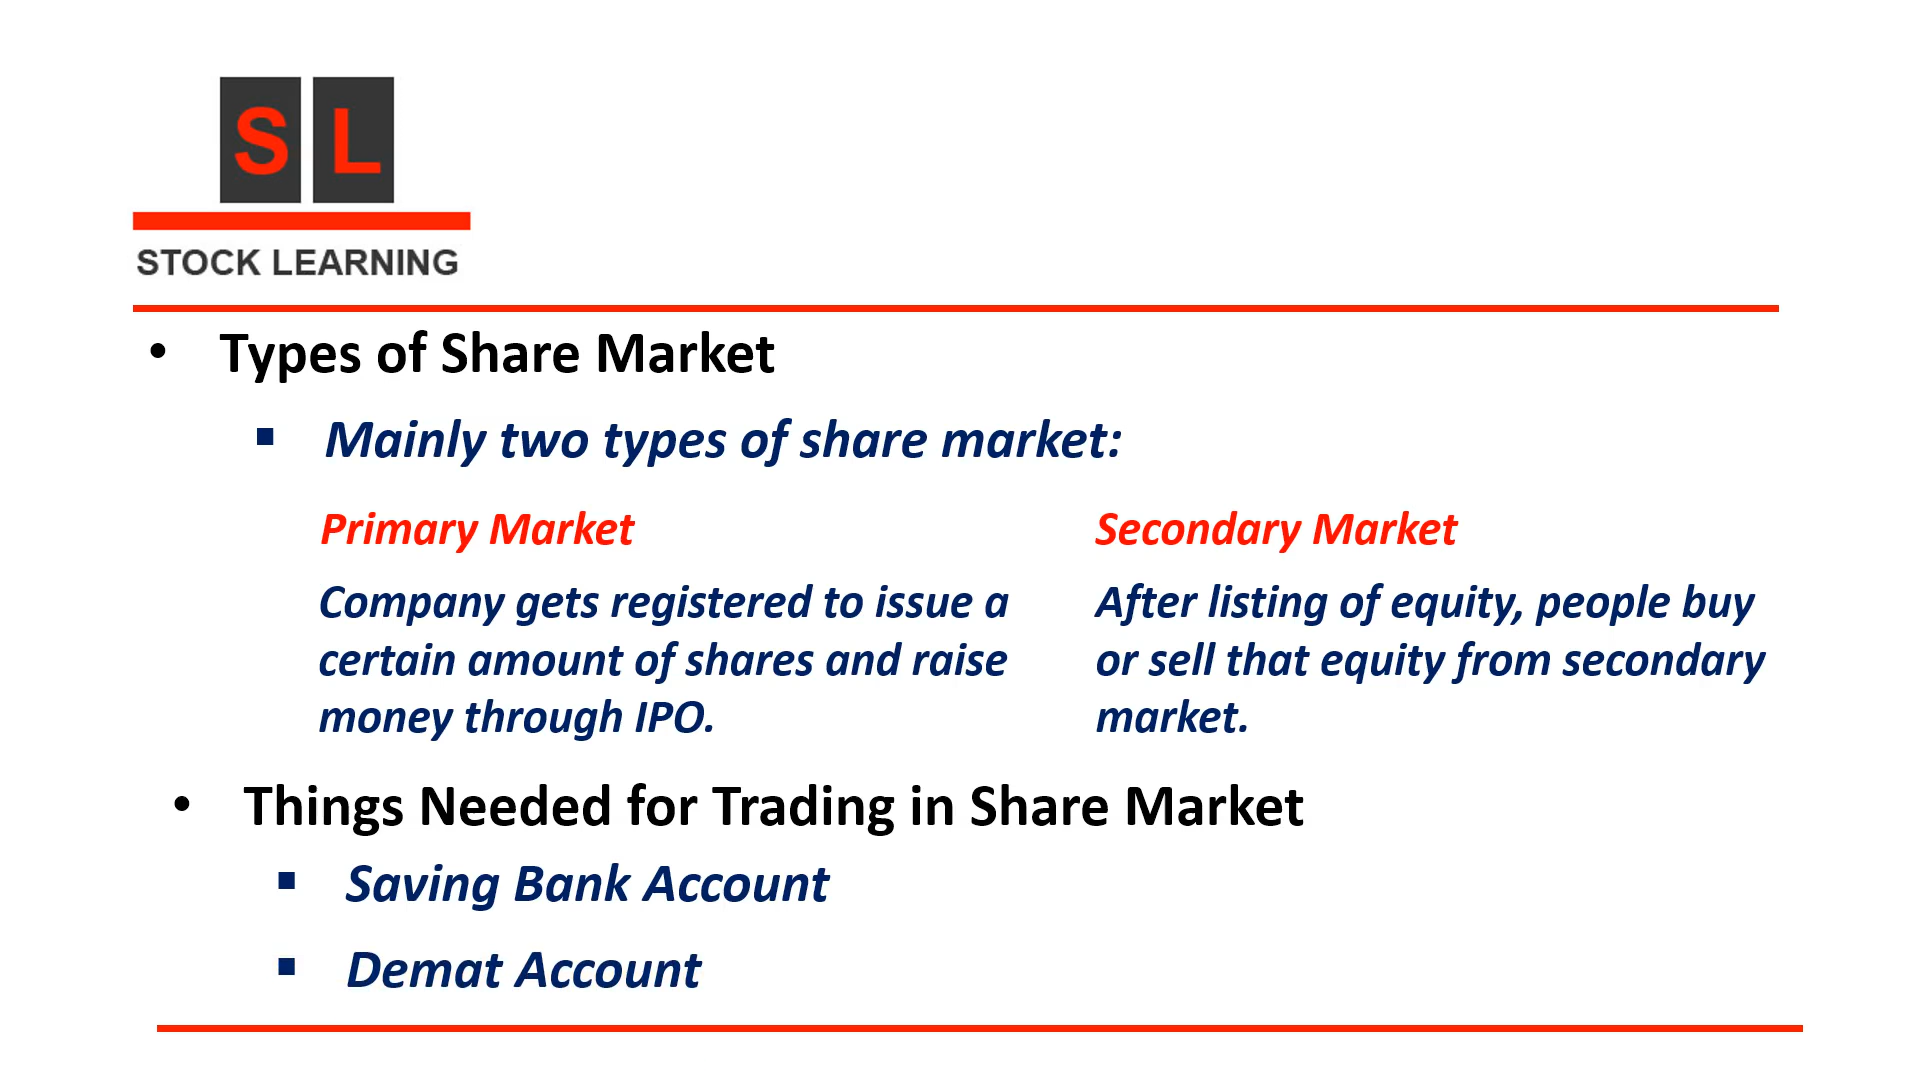 S L
STOCK LEARNING
• Types of Share Market
▪ Mainly two types of share market:
Primary Market
Company gets registered to issue a
certain amount of shares and raise
money through IPO.
Secondary Market
After listing of equity, people buy
or sell that equity from secondary
market.
• Things Needed for Trading in Share Market
▪ Saving Bank Account
▪ Demat Account